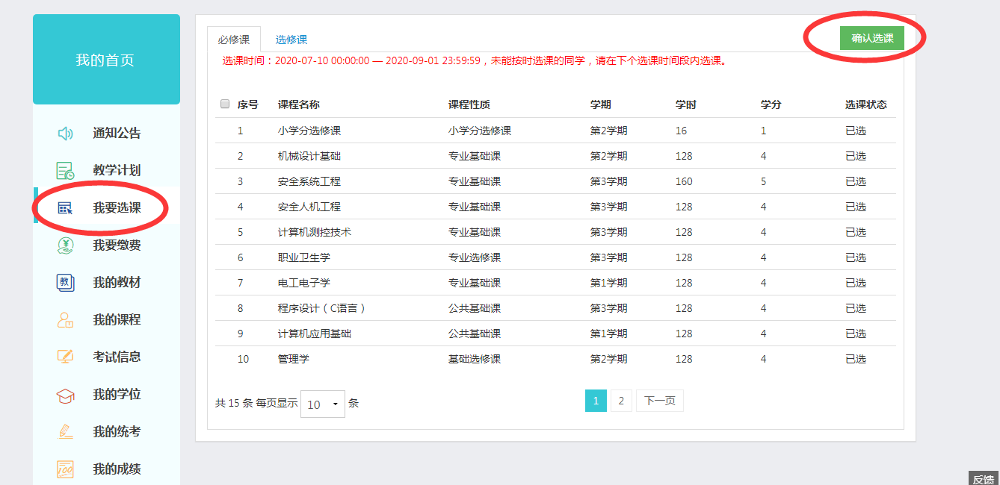 我的首页
通知公告
教学计划
我要选课
我要缴费
教
我的教材
我的课程
考试信息
我的学位
我的统考
100
我的成绩
必修课 选修课 确认选课
选课时间：2020-07-10 00:00:00 — 2020-09-01 23:59:59，未能按时选课的同学，请在下个选课时间段内选课。
序号 课程名称 课程性质 学期 学时 学分 选课状态
1 小学分选修课 小学分选修课 第2学期 16 1 已选
2 机械设计基础 专业基础课 第2学期 128 4 已选
3 安全系统工程 专业基础课 第3学期 160 5 已选
4 安全人机工程 专业基础课 第3学期 128 4 已选
5 计算机测控技术 专业基础课 第3学期 128 4 已选
6 职业卫生学 专业选修课 第3学期 128 4 已选
7 电工电子学 专业基础课 第1学期 128 4 已选
8 程序设计（C语言） 公共基础课 第3学期 128 4 已选
9 计算机应用基础 公共基础课 第1学期 128 4 已选
10 管理学 基础选修课 第2学期 128 4 已选
共 15 条 每页显示 10 条 1 2 下一页
反馈